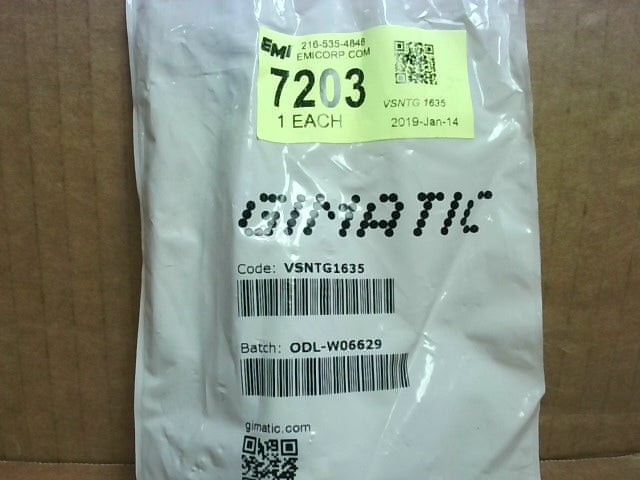 EMI 216-535-4848
EMICORP.COM
7203
VSNTG 1635
1 EACH 2019-Jan-14
GIMATIC
Code: VSNTG1635
Batch: ODL-W06629
gimatic.com